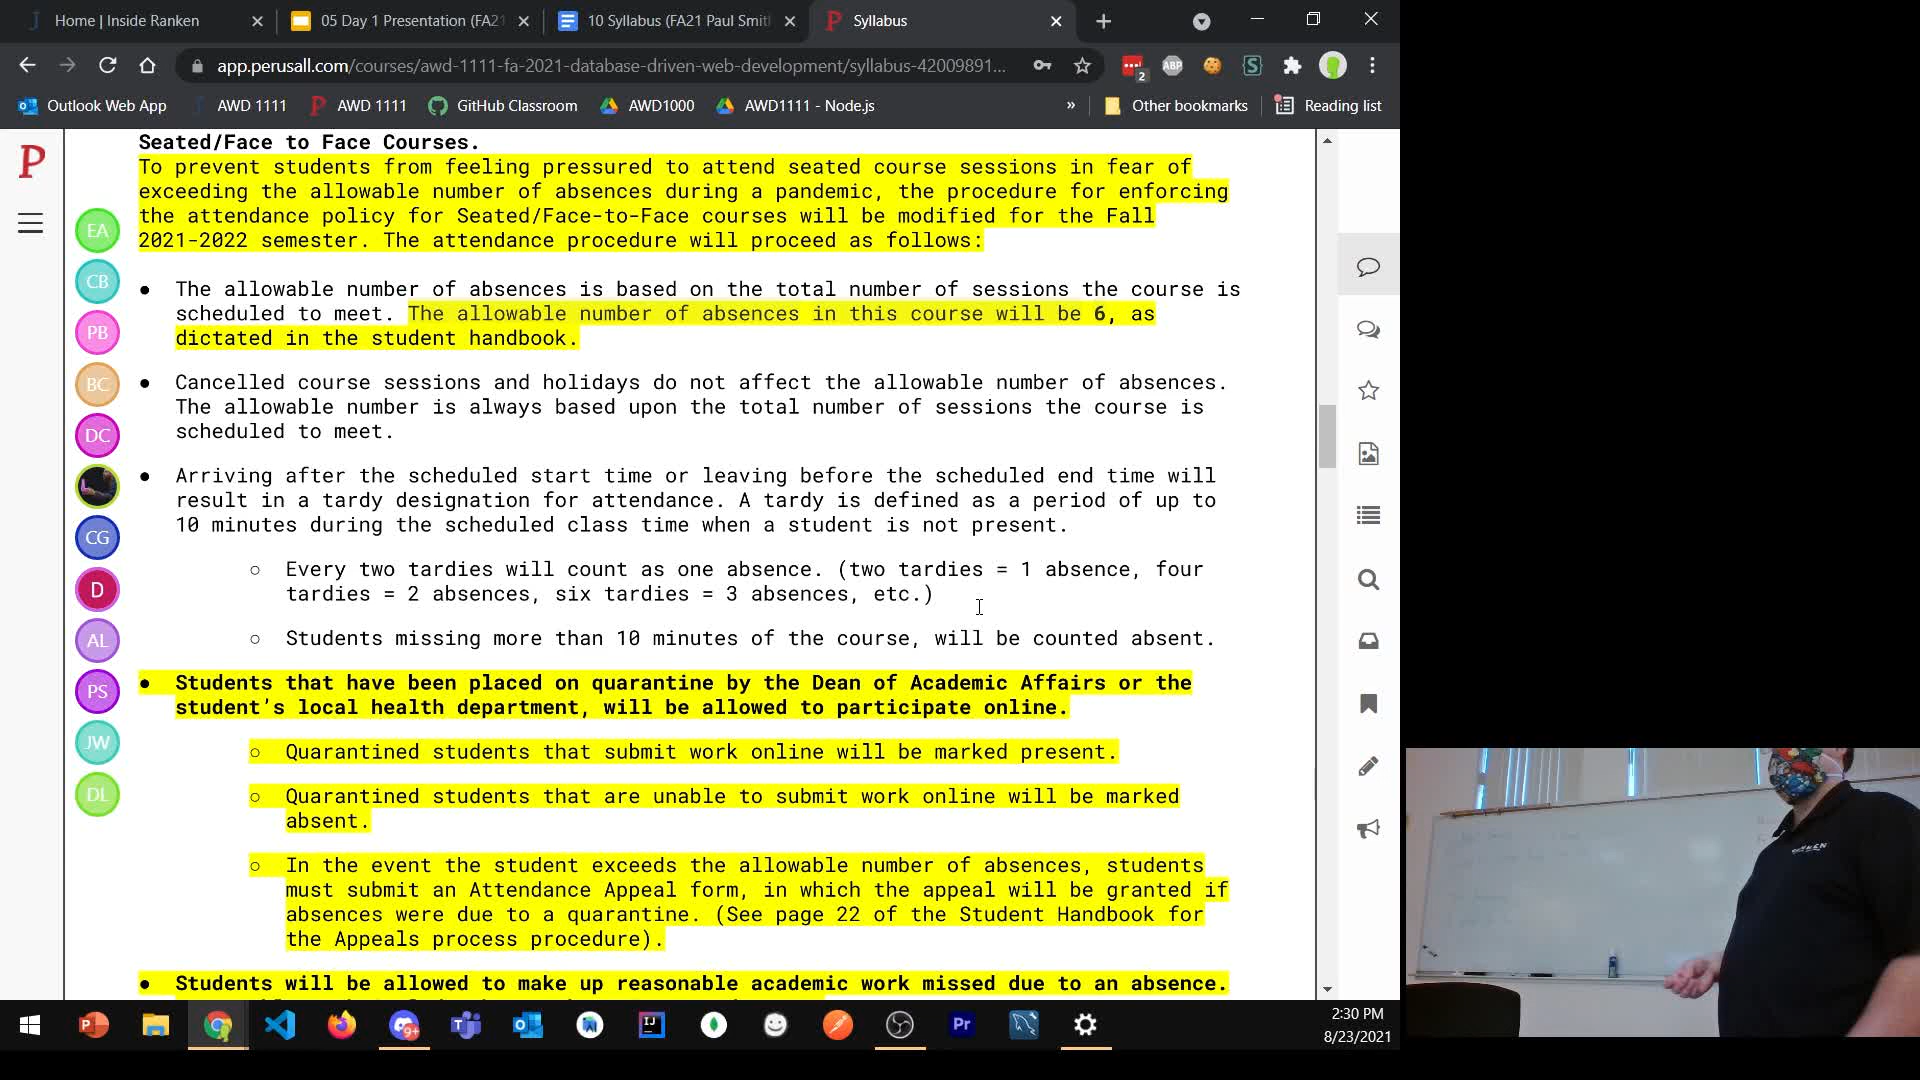 Home | Inside Ranken
05 Day 1 Presentation (FA21
10 Syllabus (FA21 Paul Smith
Syllabus
app.perusall.com/courses/awd-1111-fa-2021-database-driven-web-development/syllabus-42009891...
2
ABP
Outlook Web App
AWD 1111
AWD 1111
GitHub Classroom
AWD1000
AWD1111 - Node.js
»
Other bookmarks
Reading list
Seated/Face to Face Courses.
To prevent students from feeling pressured to attend seated course sessions in fear of
exceeding the allowable number of absences during a pandemic, the procedure for enforcing
the attendance policy for Seated/Face-to-Face courses will be modified for the Fall
2021-2022 semester. The attendance procedure will proceed as follows:
● The allowable number of absences is based on the total number of sessions the course is
scheduled to meet. The allowable number of absences in this course will be 6, as
dictated in the student handbook.
● Cancelled course sessions and holidays do not affect the allowable number of absences.
The allowable number is always based upon the total number of sessions the course is
scheduled to meet.
● Arriving after the scheduled start time or leaving before the scheduled end time will
result in a tardy designation for attendance. A tardy is defined as a period of up to
10 minutes during the scheduled class time when a student is not present.
○ Every two tardies will count as one absence. (two tardies = 1 absence, four
tardies = 2 absences, six tardies = 3 absences, etc.)
○ Students missing more than 10 minutes of the course, will be counted absent.
● Students that have been placed on quarantine by the Dean of Academic Affairs or the
student’s local health department, will be allowed to participate online.
○ Quarantined students that submit work online will be marked present.
○ Quarantined students that are unable to submit work online will be marked
absent.
○ In the event the student exceeds the allowable number of absences, students
must submit an Attendance Appeal form, in which the appeal will be granted if
absences were due to a quarantine. (See page 22 of the Student Handbook for
the Appeals process procedure).
● Students will be allowed to make up reasonable academic work missed due to an absence.
EA
CB
PB
BC
DC
CG
D
AL
PS
JW
DL
9+
IJ
Pr
2:30 PM
8/23/2021